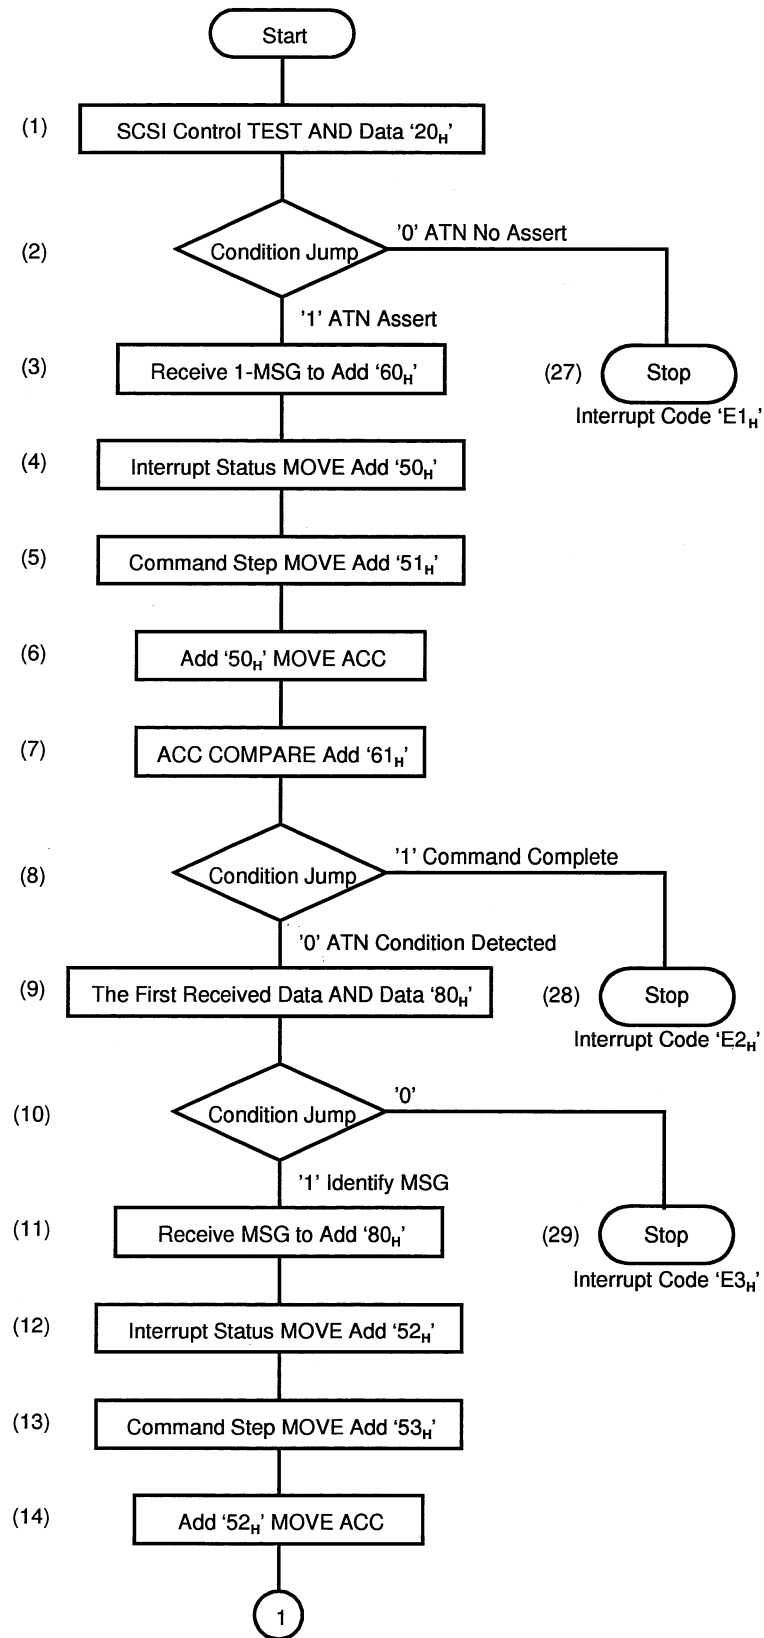 Start
(1) SCSI Control TEST AND Data ‘20H’
(2) Condition Jump '0' ATN No Assert
'1' ATN Assert
(3) Receive 1-MSG to Add ‘60H’
(27) Stop
Interrupt Code ‘E1H’
(4) Interrupt Status MOVE Add ‘50H’
(5) Command Step MOVE Add ‘51H’
(6) Add ‘50H’ MOVE ACC
(7) ACC COMPARE Add ‘61H’
(8) Condition Jump '1' Command Complete
'0' ATN Condition Detected
(9) The First Received Data AND Data ‘80H’
(28) Stop
Interrupt Code ‘E2H’
(10) Condition Jump '0'
'1' Identify MSG
(11) Receive MSG to Add ‘80H’
(29) Stop
Interrupt Code ‘E3H’
(12) Interrupt Status MOVE Add ‘52H’
(13) Command Step MOVE Add ‘53H’
(14) Add ‘52H’ MOVE ACC
1